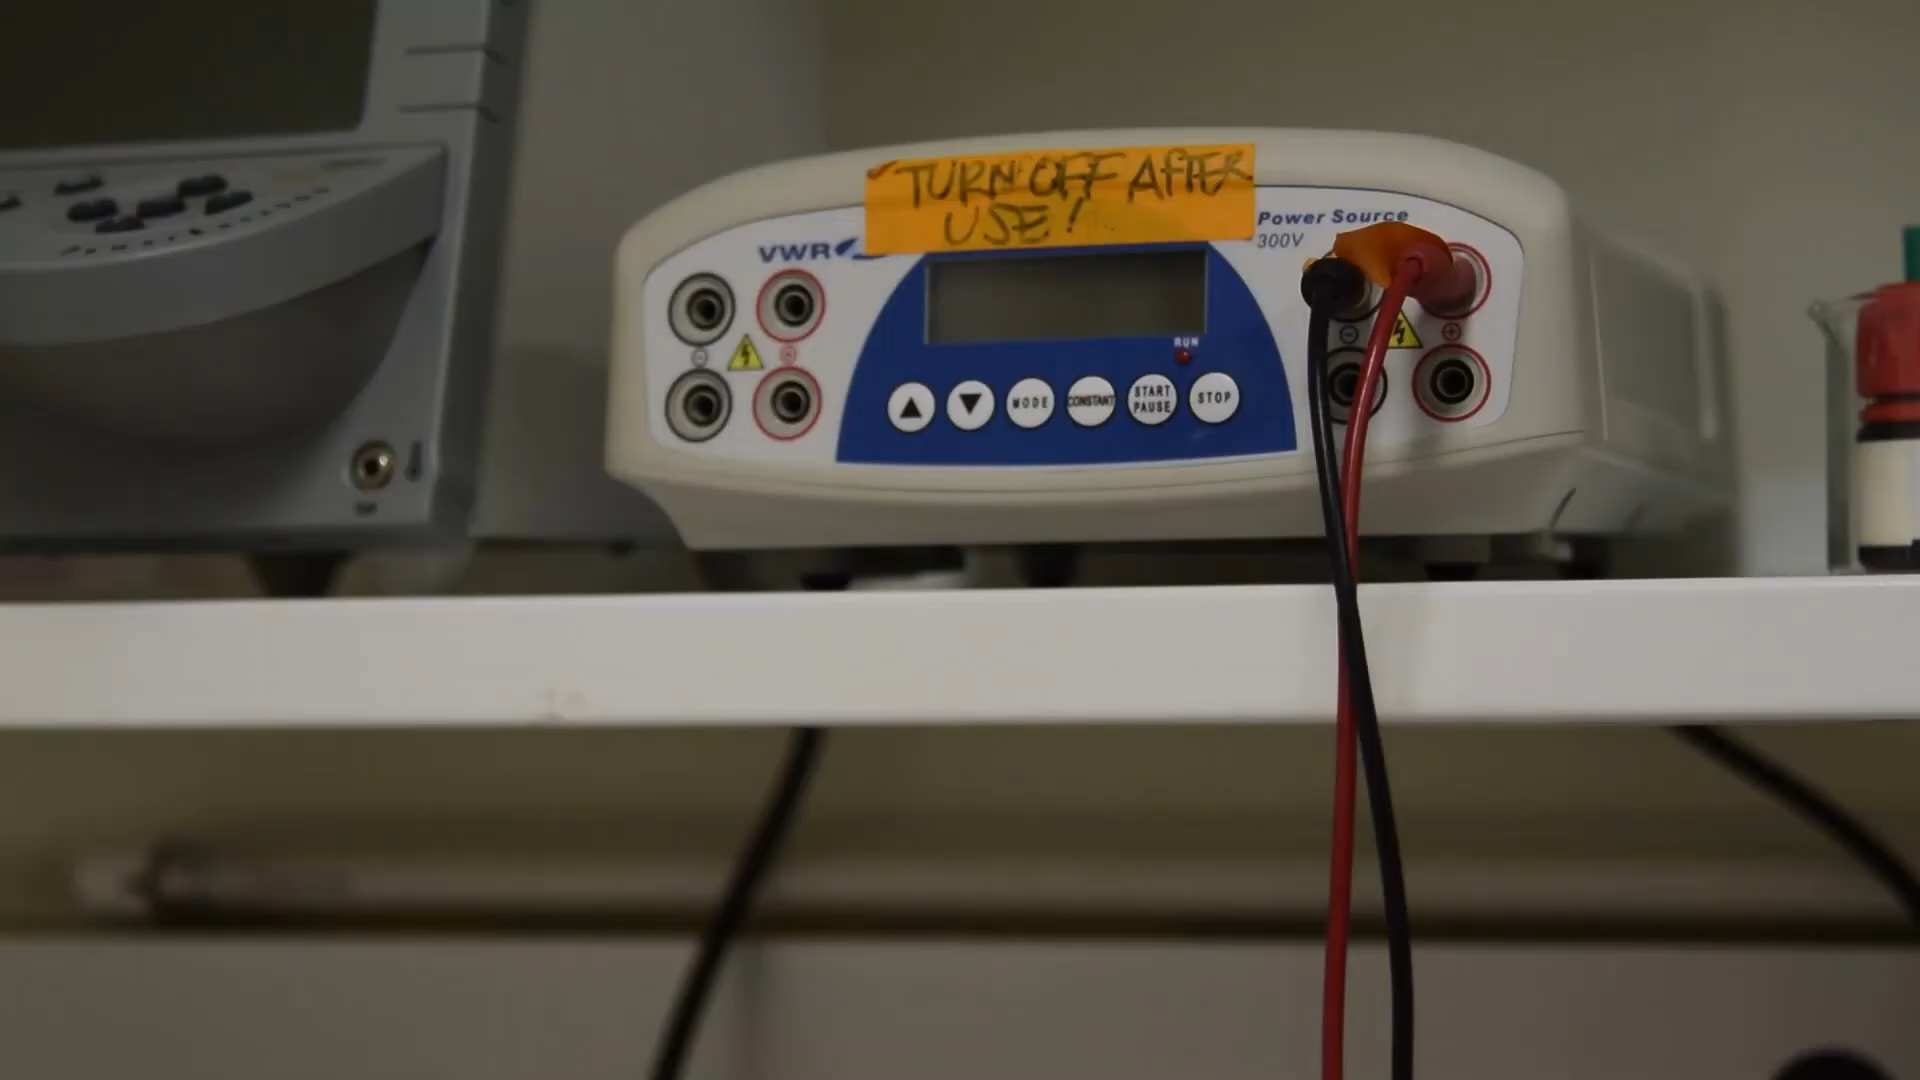 TURN OFF AFTER
USE!
VWR
Power Source
300V
RUN
MODE
CONSTANT
START
PAUSE
STOP